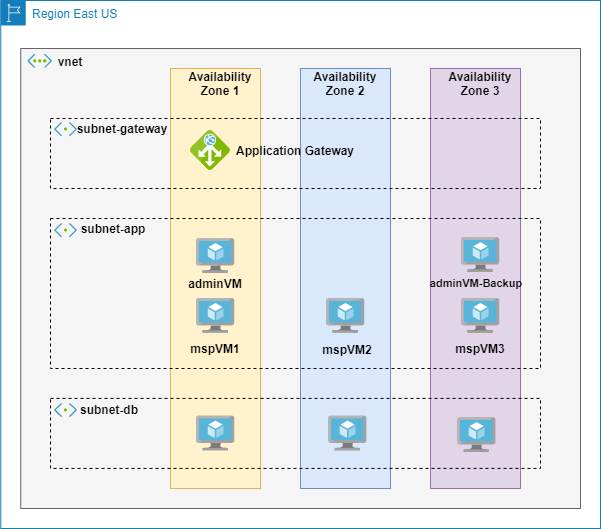 Region East US
vnet
Availability
Zone 1
Availability
Zone 2
Availability
Zone 3
subnet-gateway
Application Gateway
subnet-app
adminVM
adminVM-Backup
mspVM1
mspVM2
mspVM3
subnet-db